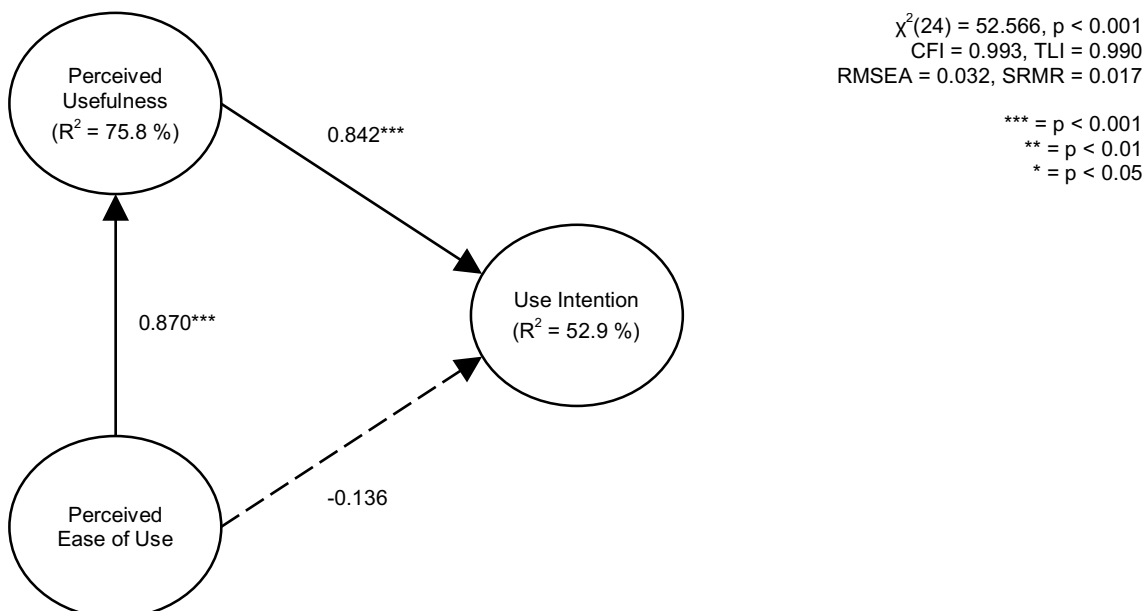 Perceived
Usefulness
(R² = 75.8 %)
0.842***
Use Intention
(R² = 52.9 %)
0.870***
-0.136
Perceived
Ease of Use
χ²(24) = 52.566, p < 0.001
CFI = 0.993, TLI = 0.990
RMSEA = 0.032, SRMR = 0.017
*** = p < 0.001
** = p < 0.01
* = p < 0.05